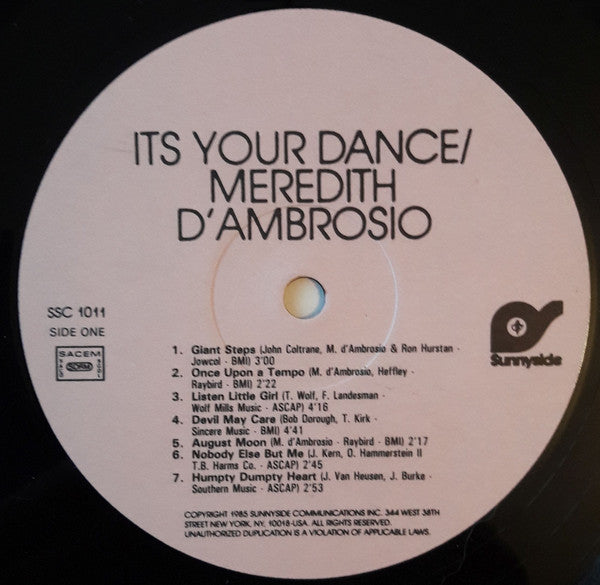 ITS YOUR DANCE/
MEREDITH
D'AMBROSIO
SSC 1011
SIDE ONE
SACEM
SDRM
Sunnyside
1. Giant Steps (John Coltrane, M. d'Ambrosio & Ron Hurstan -
Jowcol - BMI) 3'00
2. Once Upon a Tempo (M. d'Ambrosio, Heffley -
Raybird - BMI) 2'22
3. Listen Little Girl (T. Wolf, F. Landesman -
Wolf Mills Music - ASCAP) 4'16
4. Devil May Care (Bob Dorough, T. Kirk -
Sincere Music - BMI) 4'41
5. August Moon (M. d'Ambrosio - Raybird - BMI) 2'17
6. Nobody Else But Me (J. Kern, O. Hammerstein II
T.B. Harms Co. - ASCAP) 2'45
7. Humpty Dumpty Heart (J. Van Heusen, J. Burke -
Southern Music - ASCAP) 2'53
COPYRIGHT 1985 SUNNYSIDE COMMUNICATIONS INC. 344 WEST 38TH
STREET NEW YORK, NY, 10018-USA. ALL RIGHTS RESERVED.
UNAUTHORIZED DUPLICATION IS A VIOLATION OF APPLICABLE LAWS.